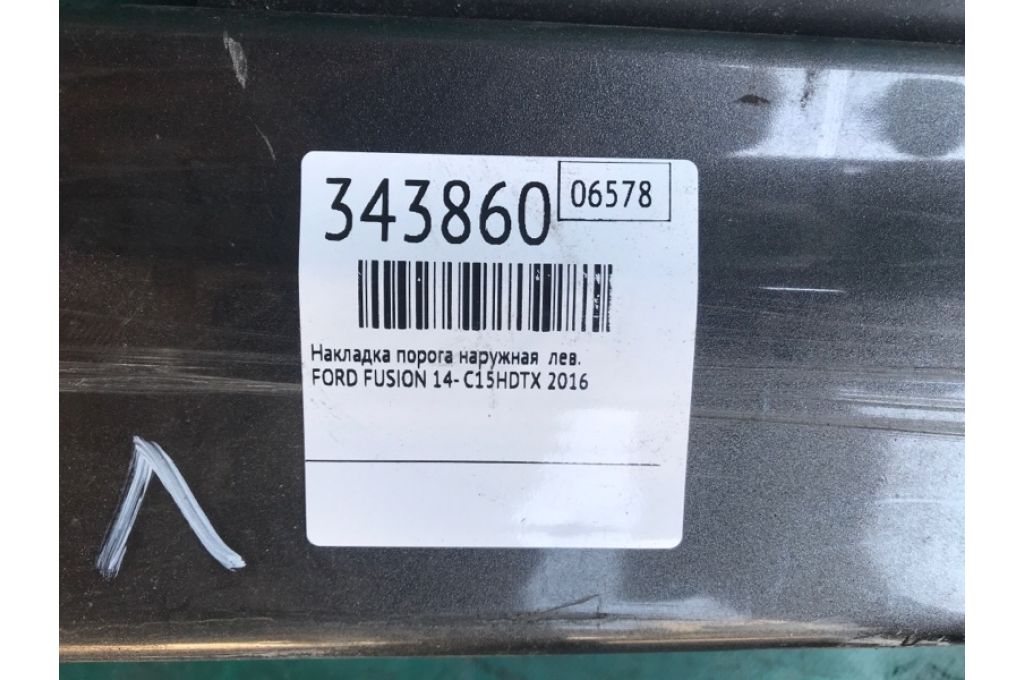 343860
06578
Накладка порога наружная лев.
FORD FUSION 14- C15HDTX 2016
Л